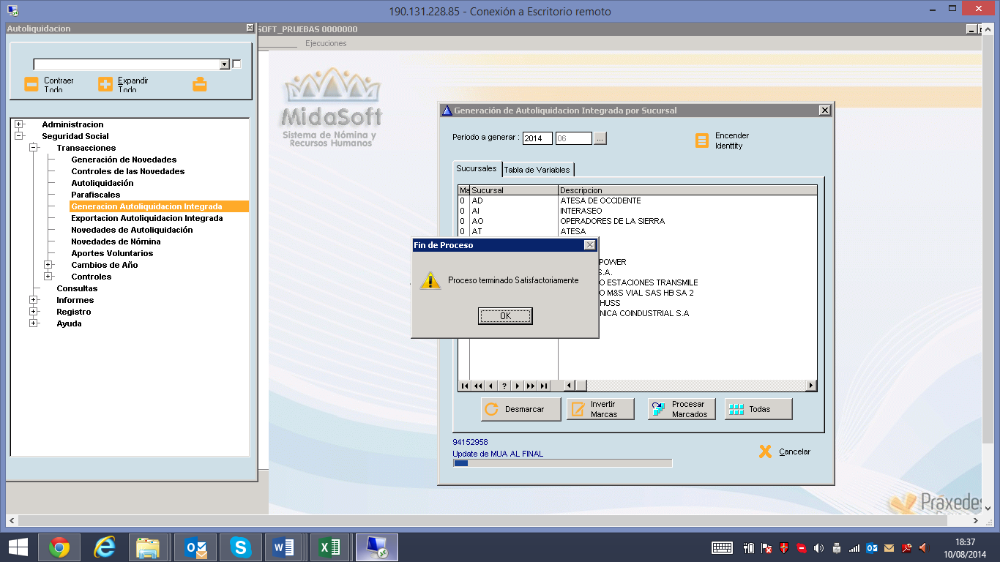 190.131.228.85 - Conexión a Escritorio remoto
Autoliquidacion
SOFT_PRUEBAS 0000000
Ejecuciones
Contraer Todo
Expandir Todo
Administracion
Seguridad Social
Transacciones
Generación de Novedades
Controles de las Novedades
Autoliquidación
Parafiscales
Generacion Autoliquidacion Integrada
Exportacion Autoliquidacion Integrada
Novedades de Autoliquidación
Novedades de Nómina
Aportes Voluntarios
Cambios de Año
Controles
Consultas
Informes
Registro
Ayuda
MidaSoft
Sistema de Nómina y
Recursos Humanos
Generación de Autoliquidacion Integrada por Sucursal
Periodo a generar : 2014 06 ...
Encender
Identtity
Sucursales Tabla de Variables
Ma Sucursal Descripcion
0 AD ATESA DE OCCIDENTE
0 AI INTERASEO
0 AO OPERADORES DE LA SIERRA
0 AT ATESA
POWER
S.A.
O ESTACIONES TRANSMILE
O M&S VIAL SAS HB SA 2
HUSS
NICA COINDUSTRIAL S.A
Fin de Proceso
Proceso terminado Satisfactoriamente
OK
?
Desmarcar
Invertir
Marcas
Procesar
Marcados
Todas
94152958
Update de MUA AL FINAL
Cancelar
Práxedes
18:37
10/08/2014